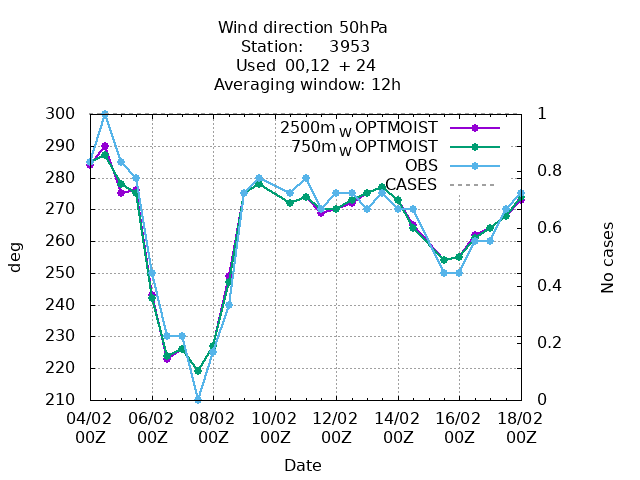 Wind direction 50hPa
Station: 3953
Used 00,12 + 24
Averaging window: 12h
300 1
290
280 0.8
270
260 0.6
250
240 0.4
230
220 0.2
210 0
deg
No cases
2500m W OPTMOIST
750m W OPTMOIST
OBS
CASES
04/02 06/02 08/02 10/02 12/02 14/02 16/02 18/02
00Z 00Z 00Z 00Z 00Z 00Z 00Z 00Z
Date